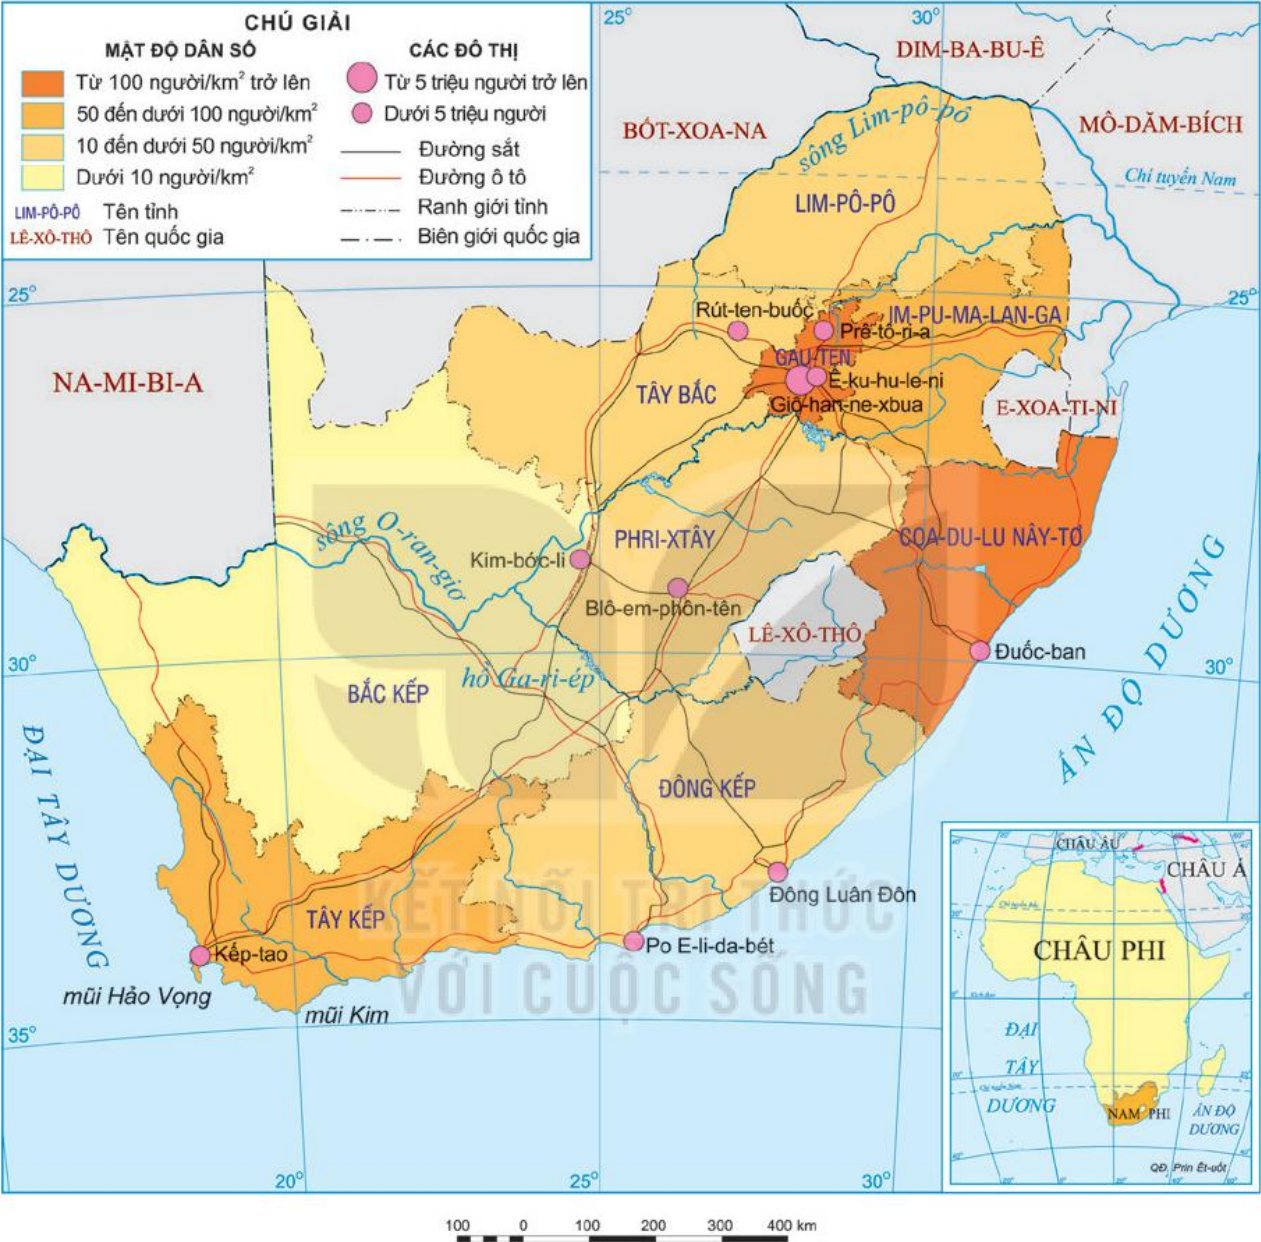 CHÚ GIẢI
MẬT ĐỘ DÂN SỐ
Từ 100 người/km² trở lên
50 đến dưới 100 người/km²
10 đến dưới 50 người/km²
Dưới 10 người/km²
LIM-PÔ-PÔ Tên tỉnh
LÊ-XÔ-THÔ Tên quốc gia
CÁC ĐÔ THỊ
Từ 5 triệu người trở lên
Dưới 5 triệu người
Đường sắt
Đường ô tô
Ranh giới tỉnh
Biên giới quốc gia
25°
30°
DIM-BA-BU-Ê
BỐT-XOA-NA
MÔ-DĂM-BÍCH
sông Lim-pô-pô
Chí tuyến Nam
LIM-PÔ-PÔ
25°
25°
Rút-ten-buốc
IM-PU-MA-LAN-GA
Prê-tô-ri-a
GAU-TEN
NA-MI-BI-A
TÂY BẮC
Ê-ku-hu-le-ni
Giô-han-ne-xbua
E-XOA-TI-NI
sông O-ran-giơ
PHRI-XTÂY
COA-DU-LU NÂY-TƠ
Kim-bớc-li
Blô-em-phôn-tên
LÊ-XÔ-THÔ
Đuốc-ban
30°
30°
hồ Ga-ri-ép
BẮC KẾP
ẤN ĐỘ DƯƠNG
ĐẠI TÂY DƯƠNG
ĐÔNG KẾP
Đông Luân Đôn
TÂY KẾP
KẾT NỐI TRI THỨC
VỚI CUỘC SỐNG
Po E-li-da-bét
Kếp-tao
mũi Hảo Vọng
mũi Kim
35°
20°
25°
30°
CHÂU ÂU
CHÂU Á
CHÂU PHI
ĐẠI
TÂY
DƯƠNG
NAM PHI
ẤN ĐỘ
DƯƠNG
QĐ. Prin Êt-uốt
100 0 100 200 300 400 km